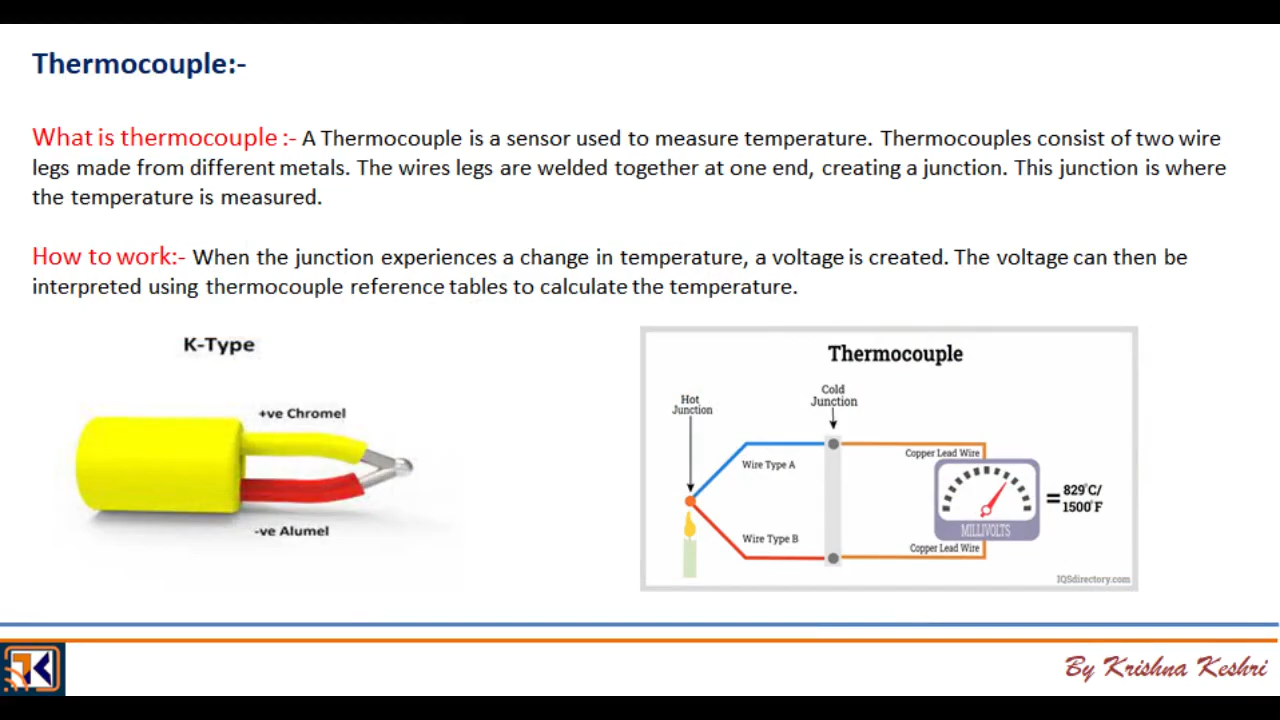 Thermocouple:-
What is thermocouple :- A Thermocouple is a sensor used to measure temperature. Thermocouples consist of two wire
legs made from different metals. The wires legs are welded together at one end, creating a junction. This junction is where
the temperature is measured.
How to work:- When the junction experiences a change in temperature, a voltage is created. The voltage can then be
interpreted using thermocouple reference tables to calculate the temperature.
K-Type
+ve Chromel
-ve Alumel
Thermocouple
Hot
Junction
Cold
Junction
Wire Type A
Wire Type B
Copper Lead Wire
MILLIVOLTS
Copper Lead Wire
= 829°C/
1500°F
IQSdirectory.com
By Krishna Keshri